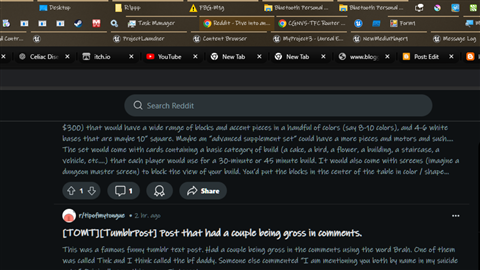 Desktop
R1ppp
FBG-M16
Bluetooth Personal ...
Bluetooth Personal
Task Manager
Reddit - Dive into an...
CGNV5-TPC Router ...
Form1
d Contr...
ProjectLauncher
Content Browser
MyProject3 - Unreal E...
NewMediaPlayer1
Message Log
Celiac Dis
itch.io
YouTube
New Tab
New Tab
www.blog
Post Edit
Search Reddit
$300) that would have a wide range of blocks and accent pieces in a handful of colors (say 8-10 colors), and 4-6 white
bases that are maybe 10" square. Maybe an "advanced supplement set" could have a more pieces and motors and such....
The set would come with cards containing a basic category of build (a cake, a bird, a flower, a building, a staircase, a
vehicle, etc....) that each player would use for a 30-minute or 45 minute build. It would also come with screens (imagine a
dungeon master screen) to block the view of your build. You'd put the blocks in the center of the table in color / shape...
1
1
Share
r/tipofmytongue • 2 hr. ago
[TOMT][TumblrPost] Post that had a couple being gross in comments.
This was a famous funny tumblr text post. Had a couple being gross in the comments using the word Brah. One of them
was called Tink and I think called the bf daddy. Someone else commented "I am mentioning you both by name in my suicide